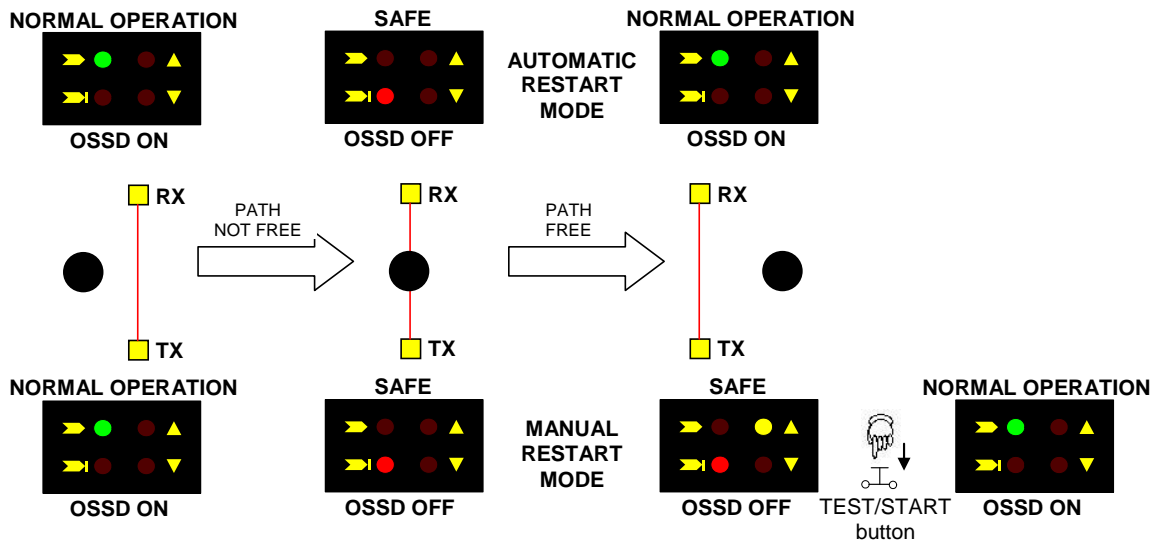 NORMAL OPERATION
SAFE
NORMAL OPERATION
AUTOMATIC
RESTART
MODE
OSSD ON
OSSD OFF
OSSD ON
RX
RX
RX
PATH
NOT FREE
PATH
FREE
TX
TX
TX
NORMAL OPERATION
SAFE
SAFE
NORMAL OPERATION
MANUAL
RESTART
MODE
OSSD ON
OSSD OFF
OSSD OFF
TEST/START
button
OSSD ON